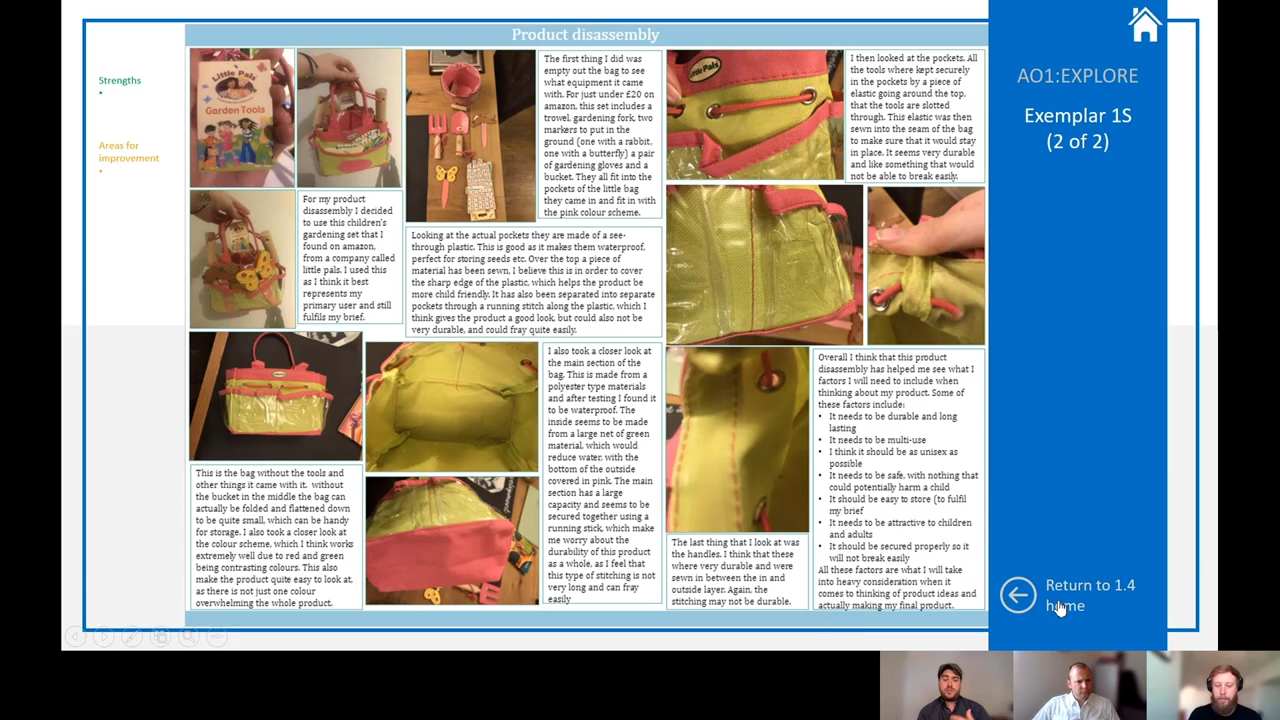 Product disassembly
Strengths
•
Areas for
improvement
•
Little Pals
Garden Tools
For my product
disassembly I decided
to use this children's
gardening set that I
found on amazon,
from a company called
little pals. I used this
as I think it best
represents my
primary user and still
fulfils my brief.
The first thing I did was
empty out the bag to see
what equipment it came
with. For just under £20 on
amazon, this set includes a
trowel, gardening fork, two
markers to put in the
ground (one with a rabbit,
one with a butterfly) a pair
of gardening gloves and a
bucket. They all fit into the
pockets of the little bag
they came in and fit in with
the pink colour scheme.
Looking at the actual pockets they are made of a see-
through plastic. This is good as it makes them waterproof,
perfect for storing seeds etc. Over the top a piece of
material has been sewn, I believe this is in order to cover
the sharp edge of the plastic, which helps the product be
more child friendly. It has also been separated into separate
pockets through a running stitch along the plastic, which I
think gives the product a good look, but could also not be
very durable, and could fray quite easily.
Little Pals
I then looked at the pockets. All
the tools where kept securely
in the pockets by a piece of
elastic going around the top,
that the tools are slotted
through. This elastic was then
sewn into the seam of the bag
to make sure that it would stay
in place. It seems very durable
and like something that would
not be able to break easily.
This is the bag without the tools and
other things it came with. without
the bucket in the middle the bag can
actually be folded and flattened down
to be quite small, which can be handy
for storage. I also took a closer look at
the colour scheme, which I think works
extremely well due to red and green
being contrasting colours. This also
make the product quite easy to look at,
as there is not just one colour
overwhelming the whole product.
I also took a closer look at
the main section of the
bag. This is made from a
polyester type materials
and after testing I found it
to be waterproof. The
inside seems to be made
from a large net of green
material, which would
reduce water, with the
bottom of the outside
covered in pink. The main
section has a large
capacity and seems to be
secured together using a
running stick, which make
me worry about the
durability of this product
as a whole, as I feel that
this type of stitching is not
very long and can fray
easily
The last thing that I look at was
the handles. I think that these
where very durable and were
sewn in between the in and
outside layer. Again, the
stitching may not be durable.
Overall I think that this product
disassembly has helped me see what I
factors I will need to include when
thinking about my product. Some of
these factors include:
• It needs to be durable and long
lasting
• It needs to be multi-use
• I think it should be as unisex as
possible
• It needs to be safe, with nothing that
could potentially harm a child
• It should be easy to store (to fulfil
my brief
• It needs to be attractive to children
and adults
• It should be secured properly so it
will not break easily
All these factors are what I will take
into heavy consideration when it
comes to thinking of product ideas and
actually making my final product.
AO1:EXPLORE
Exemplar 1S
(2 of 2)
Return to 1.4
home